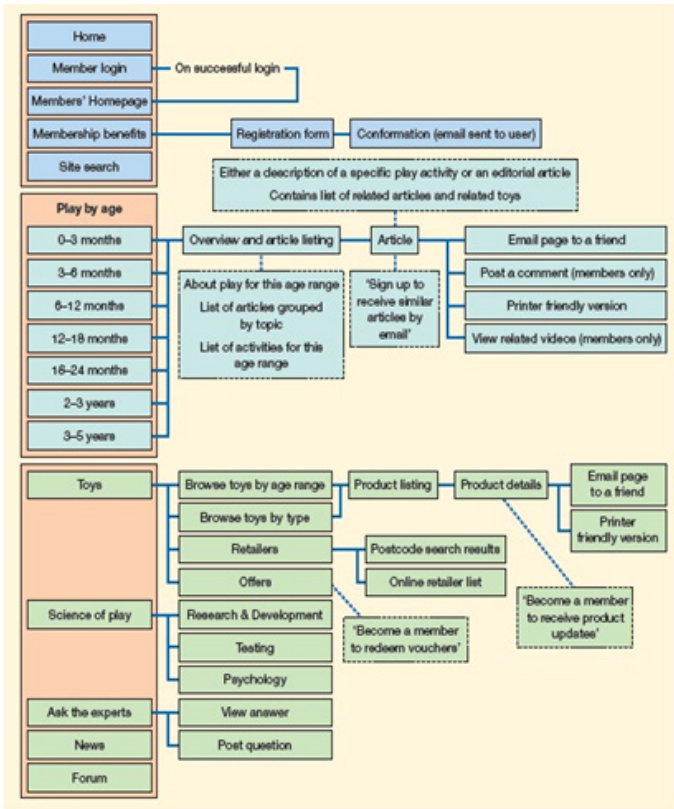 Home
Member login
On successful login
Members' Homepage
Membership benefits
Registration form
Conformation (email sent to user)
Site search
Either a description of a specific play activity or an editorial article
Contains list of related articles and related toys
Play by age
0–3 months
Overview and article listing
Article
Email page to a friend
3–6 months
About play for this age range
List of articles grouped
by topic
List of activities for this
age range
'Sign up to
receive similar
articles by
email'
Post a comment (members only)
6–12 months
Printer friendly version
12–18 months
View related videos (members only)
16–24 months
2–3 years
3–5 years
Toys
Browse toys by age range
Product listing
Product details
Email page
to a friend
Browse toys by type
Printer
friendly version
Retailers
Postcode search results
Offers
Online retailer list
'Become a member
to redeem vouchers'
'Become a member
to receive product
updates'
Science of play
Research & Development
Testing
Psychology
Ask the experts
View answer
News
Post question
Forum